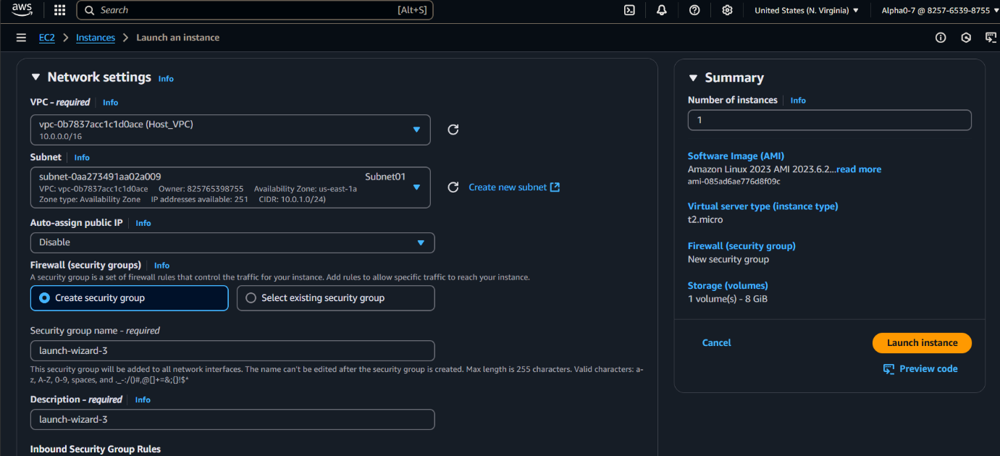 aws
Search [Alt+S]
United States (N. Virginia)
Alpha0-7 @ 8257-6539-8755
EC2 > Instances > Launch an instance
Network settings Info
VPC - required Info
vpc-0b7837acc1c1d0ace (Host_VPC)
10.0.0.0/16
Subnet Info
subnet-0aa273491aa02a009 Subnet01
VPC: vpc-0b7837acc1c1d0ace Owner: 825765398755 Availability Zone: us-east-1a
Zone type: Availability Zone IP addresses available: 251 CIDR: 10.0.1.0/24)
Create new subnet
Auto-assign public IP Info
Disable
Firewall (security groups) Info
A security group is a set of firewall rules that control the traffic for your instance. Add rules to allow specific traffic to reach your instance.
Create security group
Select existing security group
Security group name - required
launch-wizard-3
This security group will be added to all network interfaces. The name can't be edited after the security group is created. Max length is 255 characters. Valid characters: a-
z, A-Z, 0-9, spaces, and ._-:/()#,@[]+=&;{}!$*
Description - required Info
launch-wizard-3
Inbound Security Group Rules
Summary
Number of instances Info
1
Software Image (AMI)
Amazon Linux 2023 AMI 2023.6.2...read more
ami-085ad6ae776d8f09c
Virtual server type (instance type)
t2.micro
Firewall (security group)
New security group
Storage (volumes)
1 volume(s) - 8 GiB
Cancel
Launch instance
Preview code